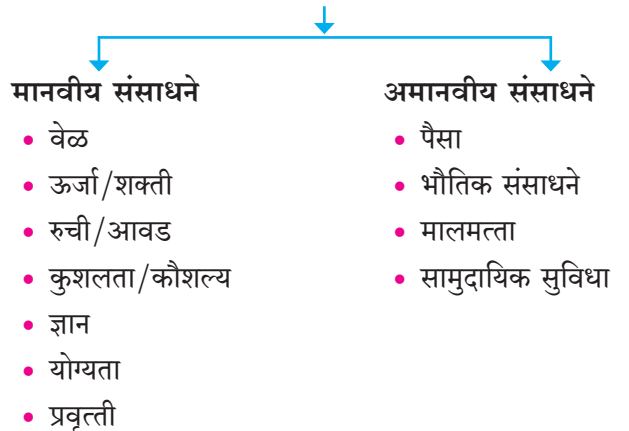 मानवीय संसाधने
• वेळ
• ऊर्जा/शक्ती
• रुची/आवड
• कुशलता/कौशल्य
• ज्ञान
• योग्यता
• प्रवृत्ती
अमानवीय संसाधने
• पैसा
• भौतिक संसाधने
• मालमत्ता
• सामुदायिक सुविधा